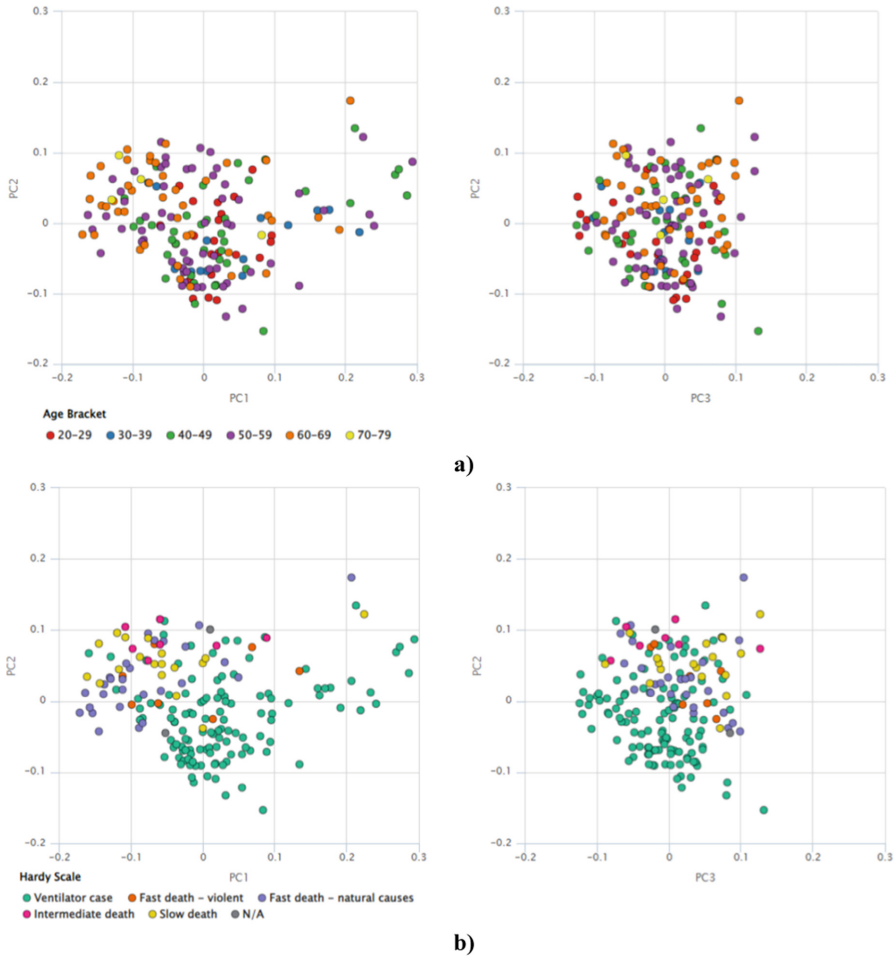 0.3
0.2
0.1
0
−0.1
−0.2
PC2
−0.2 −0.1 0 0.1 0.2 0.3
PC1
0.3
0.2
0.1
0
−0.1
−0.2
PC2
−0.2 −0.1 0 0.1 0.2 0.3
PC3
Age Bracket
20–29 30–39 40–49 50–59 60–69 70–79
a)
0.3
0.2
0.1
0
−0.1
−0.2
PC2
−0.2 −0.1 0 0.1 0.2 0.3
PC1
0.3
0.2
0.1
0
−0.1
−0.2
PC2
−0.2 −0.1 0 0.1 0.2 0.3
PC3
Hardy Scale
Ventilator case Fast death – violent Fast death – natural causes
Intermediate death Slow death N/A
b)